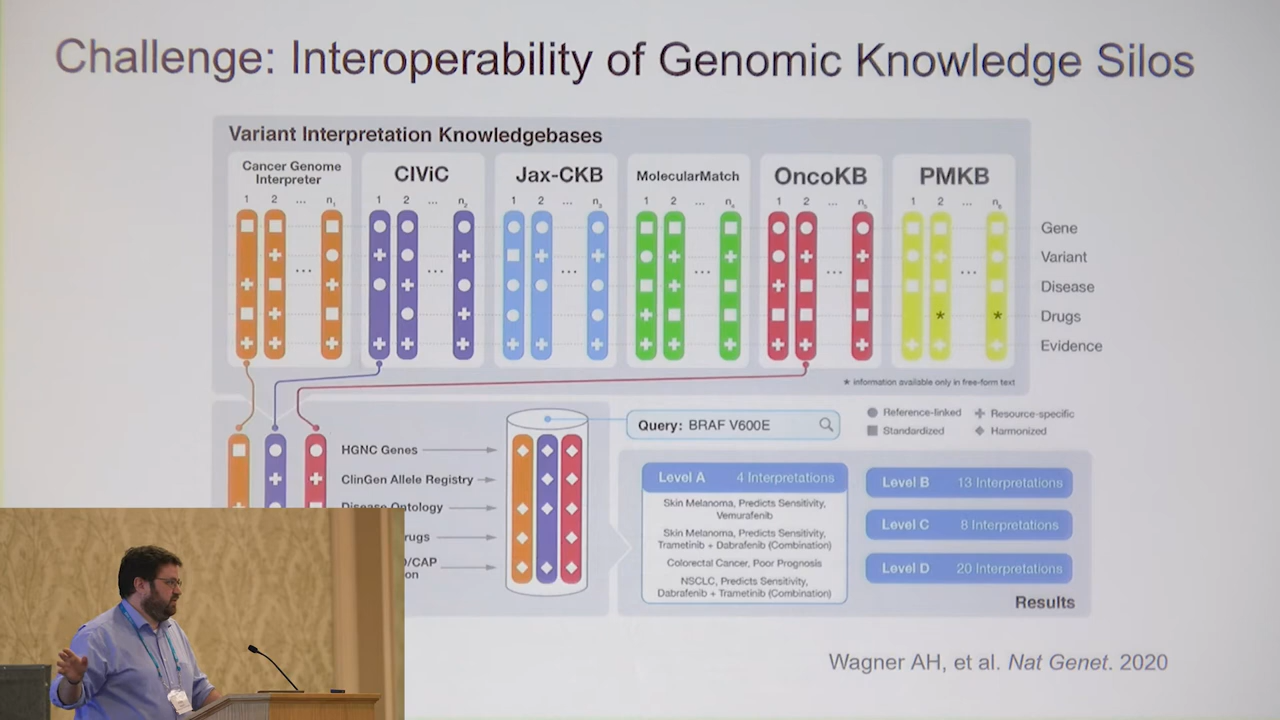 Challenge: Interoperability of Genomic Knowledge Silos
Variant Interpretation Knowledgebases
Cancer Genome
Interpreter
CIViC
Jax-CKB
MolecularMatch
OncoKB
PMKB
1 2 ... n1
1 2 ... n2
1 2 ... n3
1 2 ... n4
1 2 ... n5
1 2 ... n6
Gene
Variant
Disease
Drugs
Evidence
* information available only in free-form text
Reference-linked
Resource-specific
Standardized
Harmonized
Query: BRAF V600E
HGNC Genes
ClinGen Allele Registry
Disease Ontology
rugs
/CAP
on
Level A 4 Interpretations
Skin Melanoma, Predicts Sensitivity,
Vemurafenib
Skin Melanoma, Predicts Sensitivity,
Trametinib + Dabrafenib (Combination)
Colorectal Cancer, Poor Prognosis
NSCLC, Predicts Sensitivity,
Dabrafenib + Trametinib (Combination)
Level B 13 Interpretations
Level C 8 Interpretations
Level D 20 Interpretations
Results
Wagner AH, et al. Nat Genet. 2020